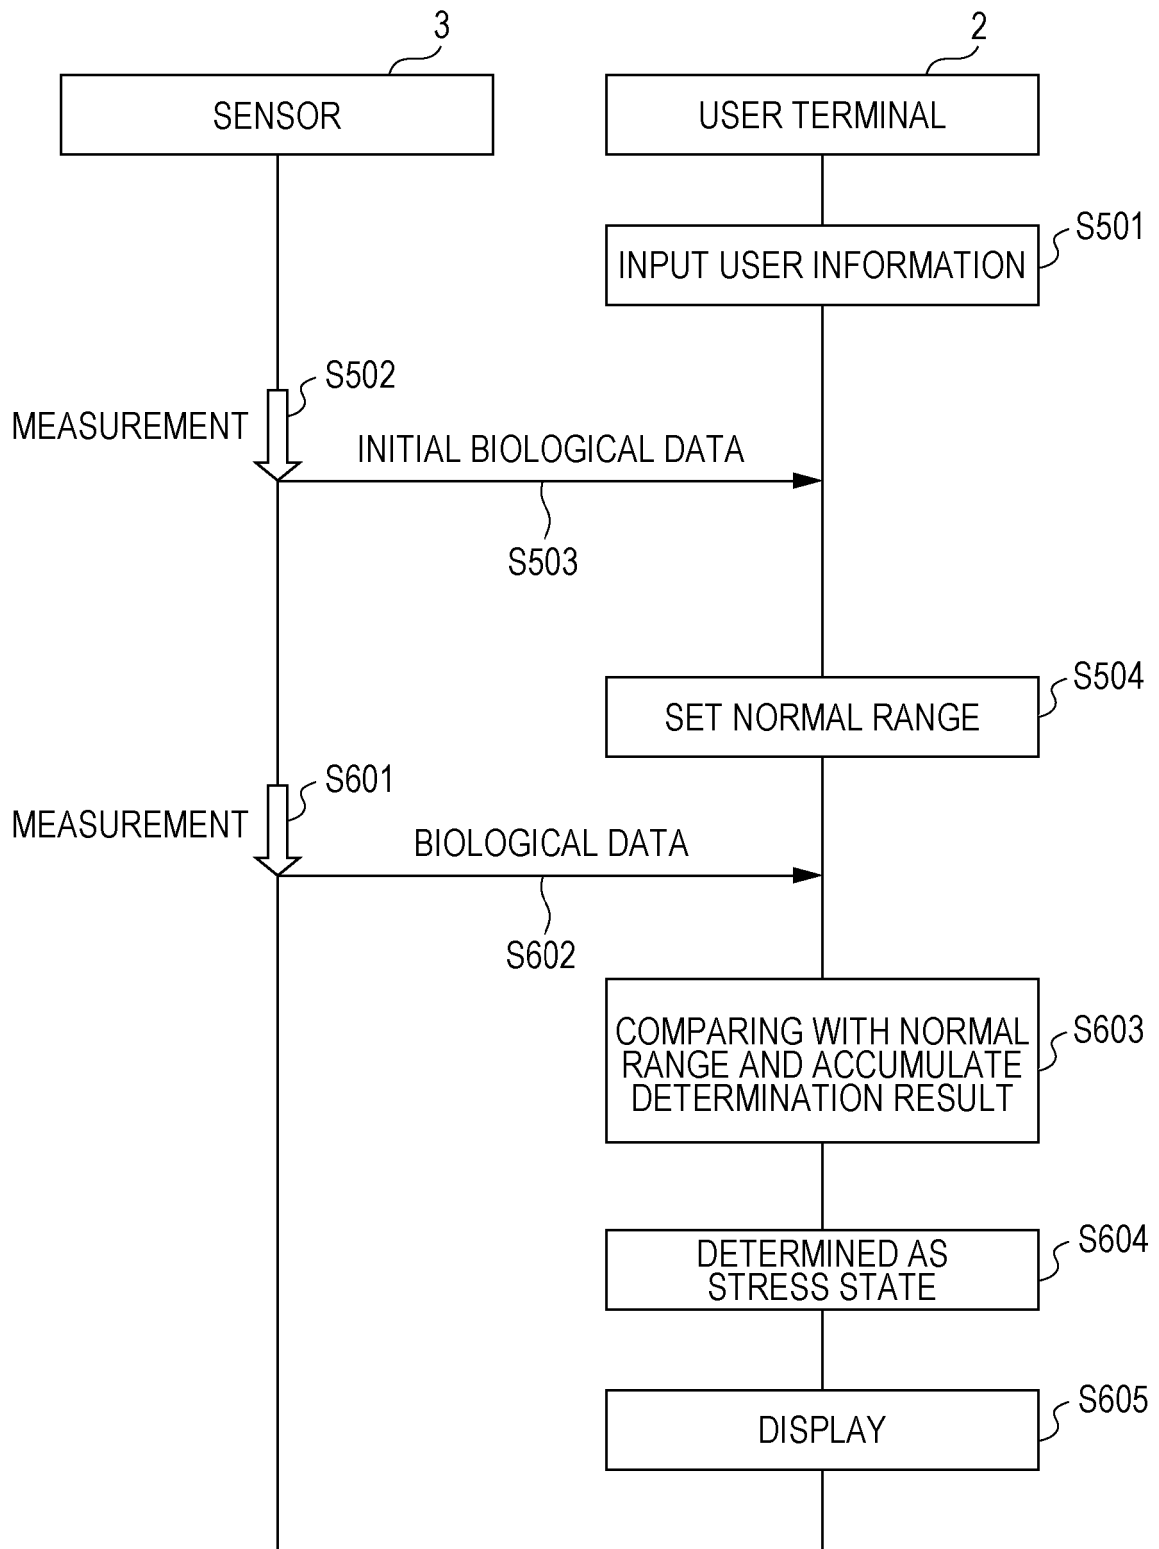 3
2
SENSOR
USER TERMINAL
S501
INPUT USER INFORMATION
S502
MEASUREMENT
INITIAL BIOLOGICAL DATA
S503
S504
SET NORMAL RANGE
S601
MEASUREMENT
BIOLOGICAL DATA
S602
COMPARING WITH NORMAL
RANGE AND ACCUMULATE
DETERMINATION RESULT
S603
DETERMINED AS
STRESS STATE
S604
DISPLAY
S605